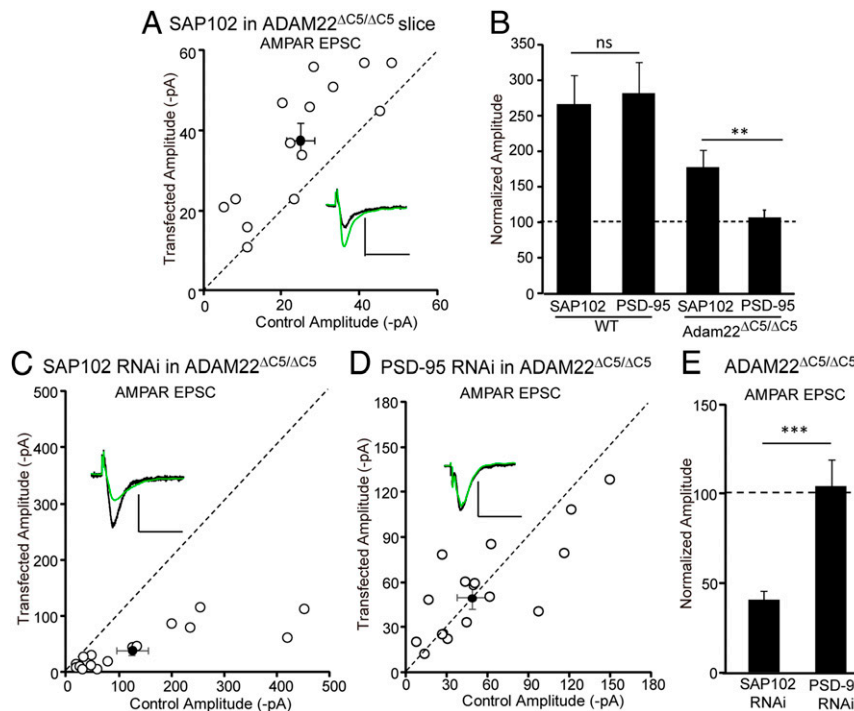 A SAP102 in ADAM22ΔC5/ΔC5 slice
AMPAR EPSC
Transfected Amplitude (-pA)
60
40
20
0
0 20 40 60
Control Amplitude (-pA)
B
Normalized Amplitude
350
300
250
200
150
100
50
0
ns
**
SAP102 PSD-95 SAP102 PSD-95
WT Adam22ΔC5/ΔC5
C SAP102 RNAi in ADAM22ΔC5/ΔC5
AMPAR EPSC
Transfected Amplitude (-pA)
500
400
300
200
100
0
0 100 200 300 400 500
Control Amplitude (-pA)
D PSD-95 RNAi in ADAM22ΔC5/ΔC5
AMPAR EPSC
Transfected Amplitude (-pA)
180
150
120
90
60
30
0
0 30 60 90 120 150 180
Control Amplitude (-pA)
E ADAM22ΔC5/ΔC5
AMPAR EPSC
Normalized Amplitude
150
100
50
0
***
SAP102 PSD-9
RNAi RNAi